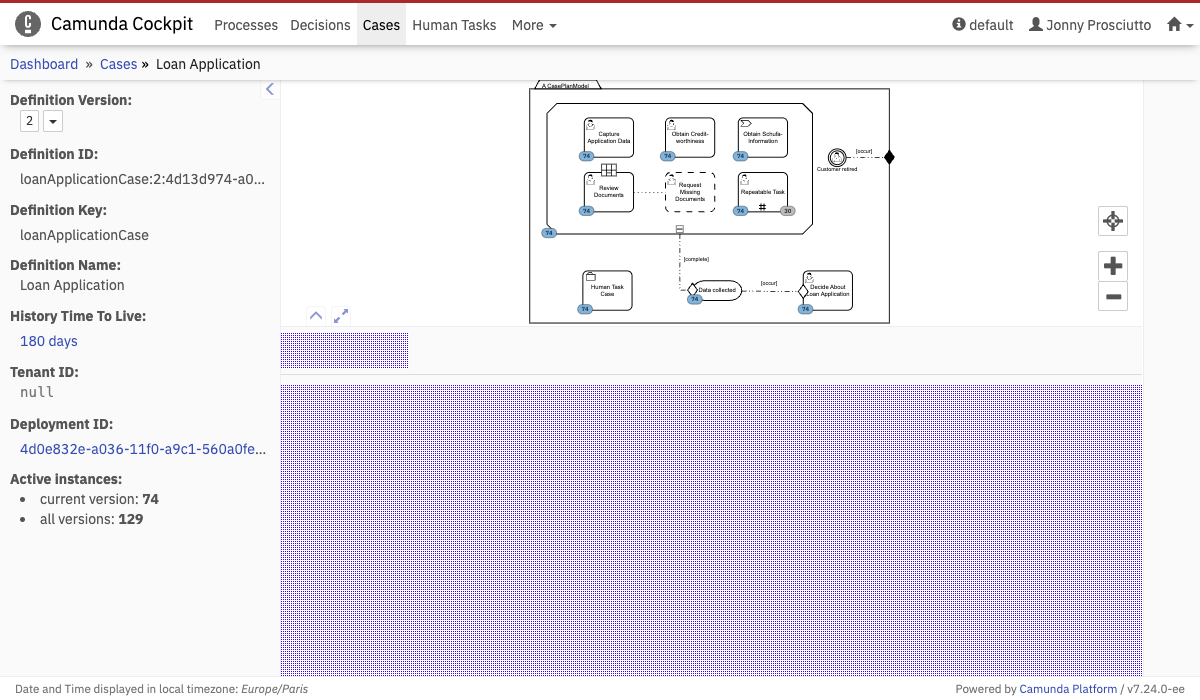 Camunda Cockpit Processes Decisions Cases Human Tasks More default Jonny Prosciutto
Dashboard » Cases » Loan Application
Definition Version:
2
Definition ID:
loanApplicationCase:2:4d13d974-a0...
Definition Key:
loanApplicationCase
Definition Name:
Loan Application
History Time To Live:
180 days
Tenant ID:
null
Deployment ID:
4d0e832e-a036-11f0-a9c1-560a0fe...
Active instances:
current version: 74
all versions: 129
A CasePlanModel
Capture
Application Data
74
Obtain Credit-
worthiness
74
Obtain Schufa-
Information
74
[occur]
Customer retired
Review
Documents
74
Request
Missing
Documents
Repeatable Task
74
30
74
[complete]
Human Task
Case
74
Data collected
74
[occur]
Decide About
Loan Application
74
Date and Time displayed in local timezone: Europe/Paris
Powered by Camunda Platform / v7.24.0-ee